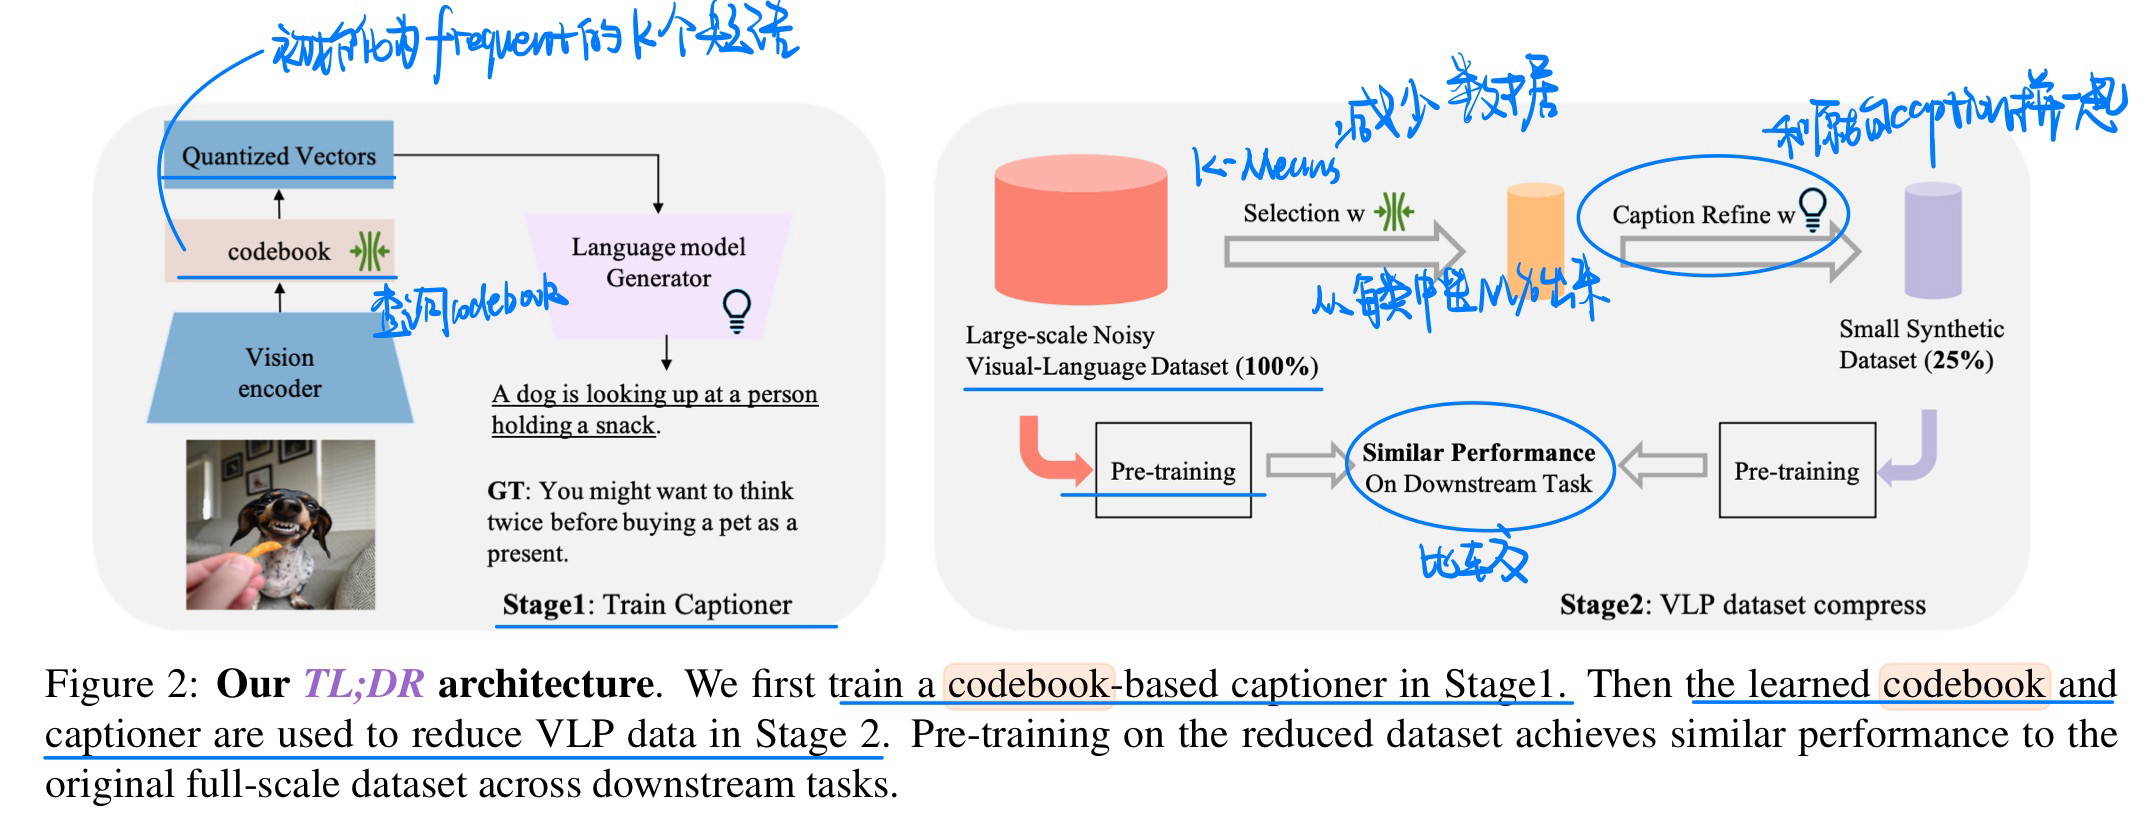 初始化为frequent的K个短语
Quantized Vectors
codebook
查询codebook
Vision
encoder
Language model
Generator
A dog is looking up at a person
holding a snack.
GT: You might want to think
twice before buying a pet as a
present.
Stage1: Train Captioner
减少数据
和原始caption拼一起
K-Means
Selection w
Caption Refine w
从每类中选M%出来
Large-scale Noisy
Visual-Language Dataset (100%)
Small Synthetic
Dataset (25%)
Pre-training
Similar Performance
On Downstream Task
Pre-training
比较
Stage2: VLP dataset compress
Figure 2: Our TL;DR architecture. We first train a codebook-based captioner in Stage1. Then the learned codebook and
captioner are used to reduce VLP data in Stage 2. Pre-training on the reduced dataset achieves similar performance to the
original full-scale dataset across downstream tasks.